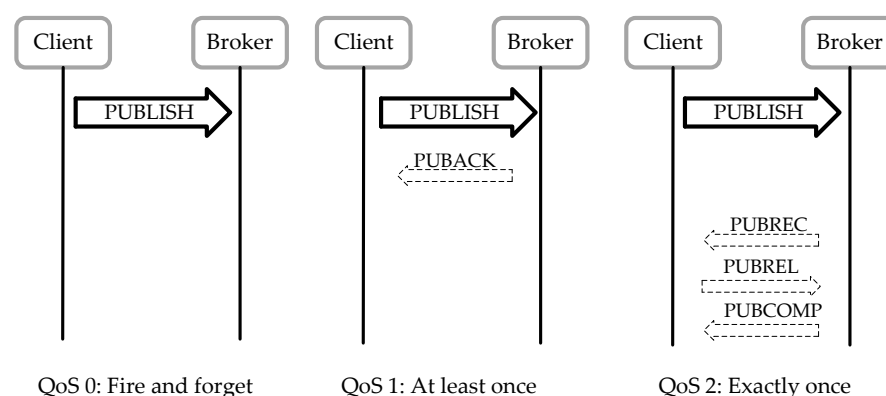 Client
Broker
PUBLISH
QoS 0: Fire and forget
Client
Broker
PUBLISH
PUBACK
QoS 1: At least once
Client
Broker
PUBLISH
PUBREC
PUBREL
PUBCOMP
QoS 2: Exactly once